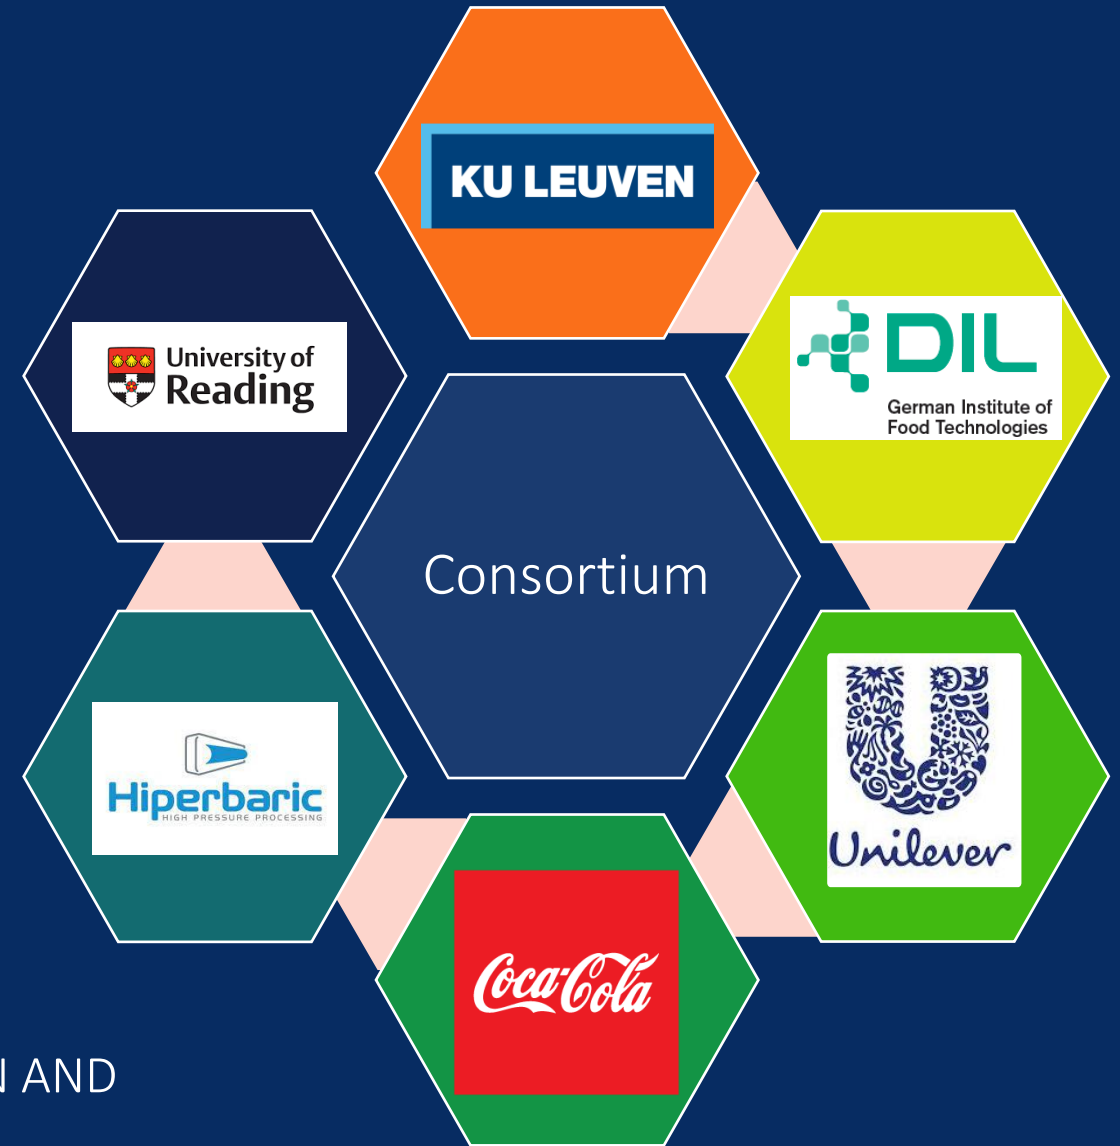 KU LEUVEN
University of
Reading
DIL
German Institute of
Food Technologies
Consortium
Hiperbaric
HIGH PRESSURE PROCESSING
Unilever
Coca-Cola
N AND